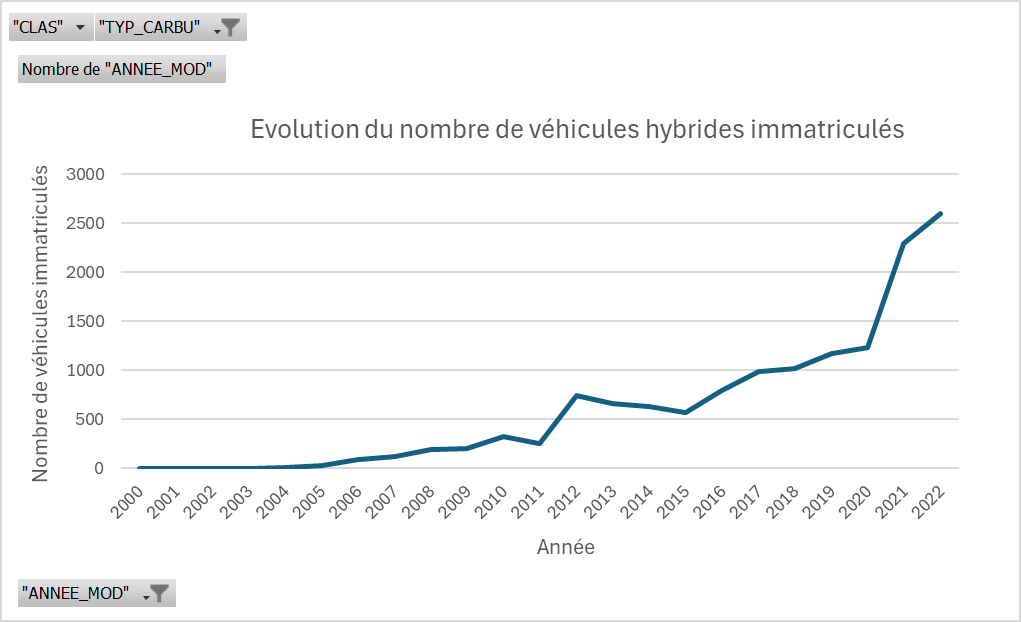 "CLAS" "TYP_CARBU"
Nombre de "ANNEE_MOD"
Evolution du nombre de véhicules hybrides immatriculés
Nombre de véhicules immatriculés
3000
2500
2000
1500
1000
500
0
2000 2001 2002 2003 2004 2005 2006 2007 2008 2009 2010 2011 2012 2013 2014 2015 2016 2017 2018 2019 2020 2021 2022
Année
"ANNEE_MOD"